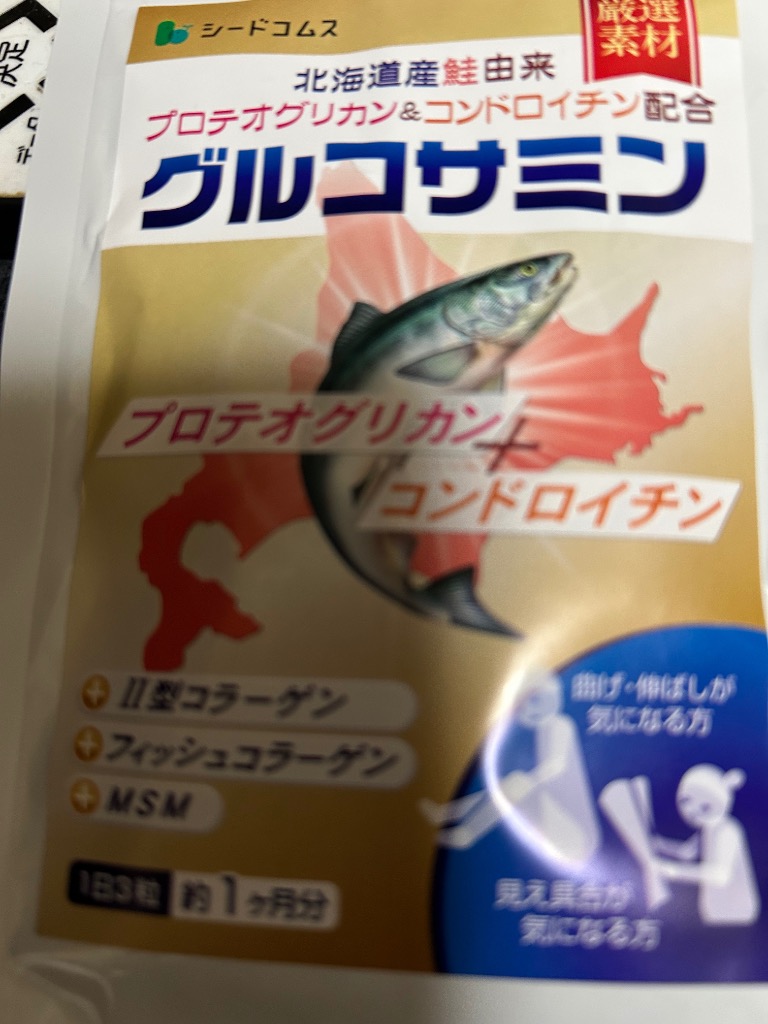 シードコムス
厳選
素材
北海道産鮭由来
プロテオグリカン&コンドロイチン配合
グルコサミン
プロテオグリカン
+
コンドロイチン
+ II型コラーゲン
+ フィッシュコラーゲン
+ MSM
1日3粒 約1ヶ月分
曲げ・伸ばしが
気になる方
見え具合が
気になる方
決定